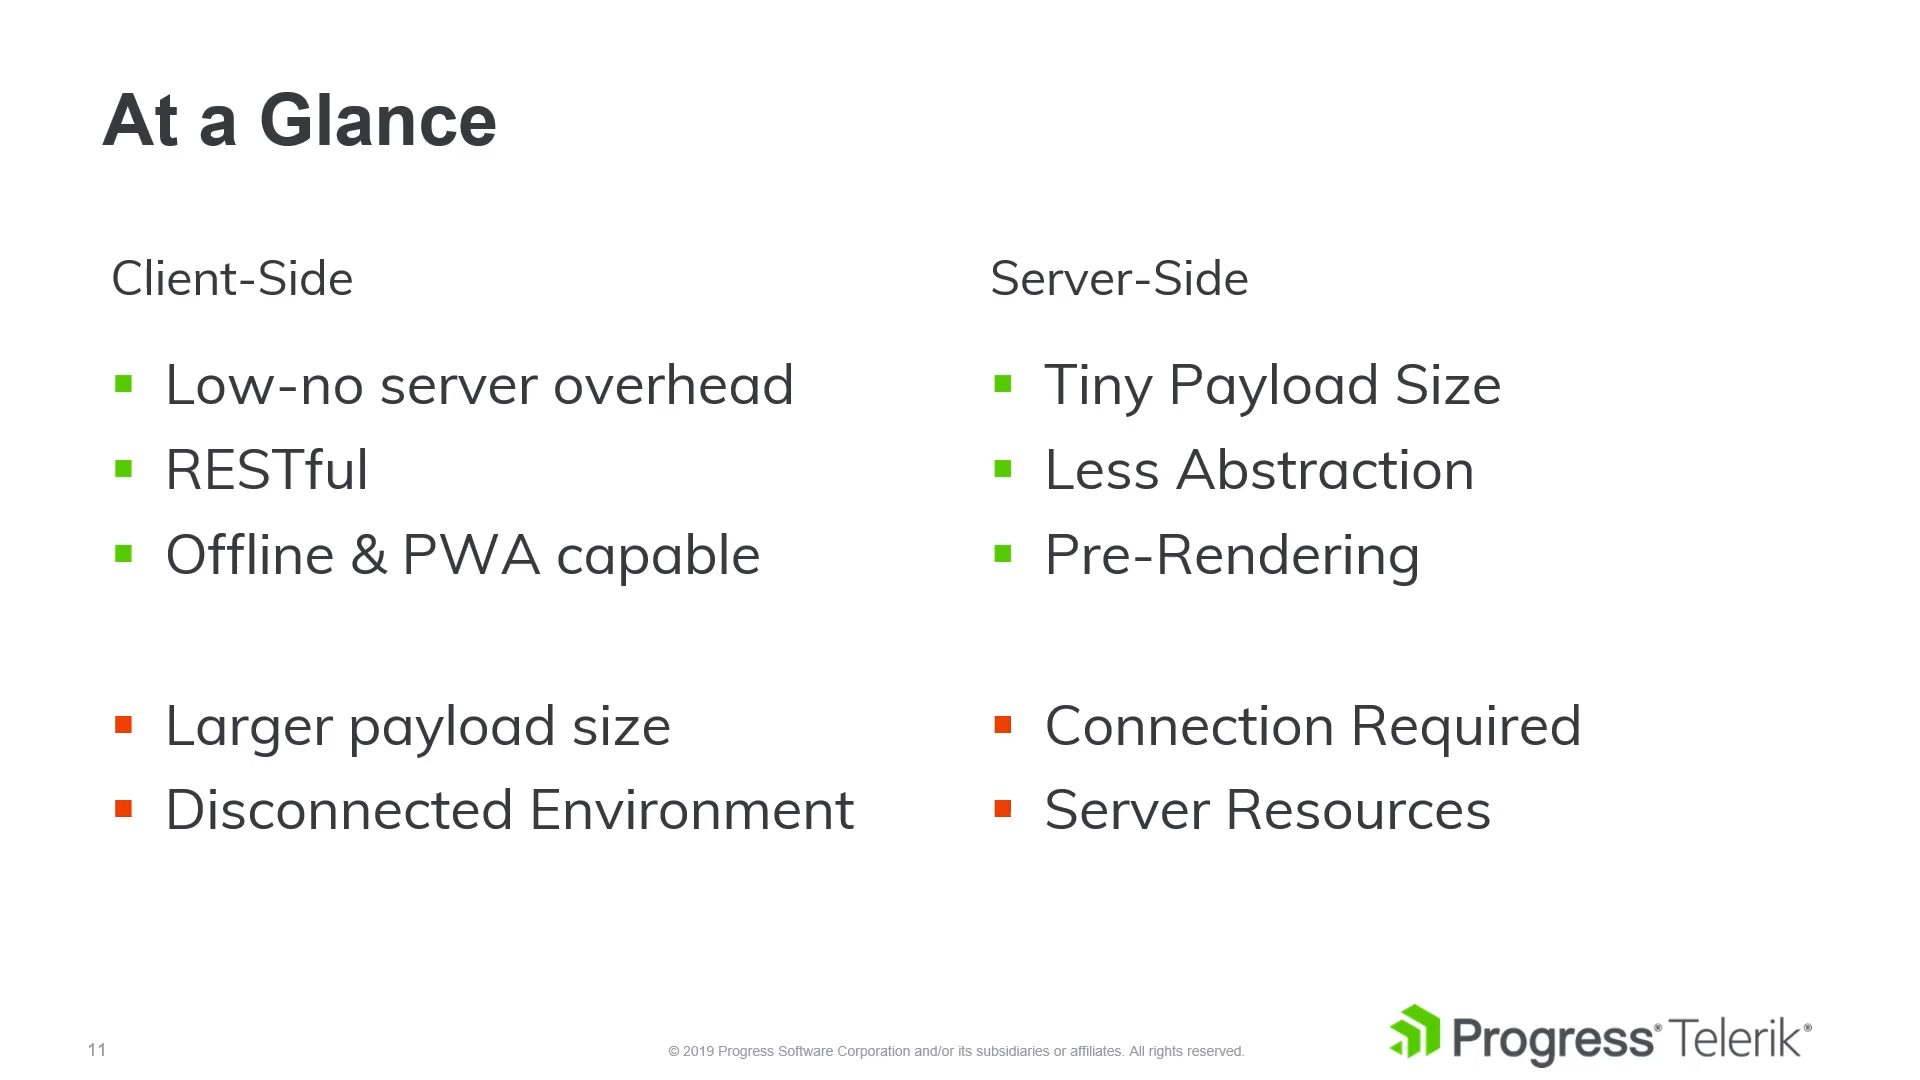 At a Glance
Client-Side
Low-no server overhead
RESTful
Offline & PWA capable
Larger payload size
Disconnected Environment
Server-Side
Tiny Payload Size
Less Abstraction
Pre-Rendering
Connection Required
Server Resources
11
© 2019 Progress Software Corporation and/or its subsidiaries or affiliates. All rights reserved.
Progress® Telerik®